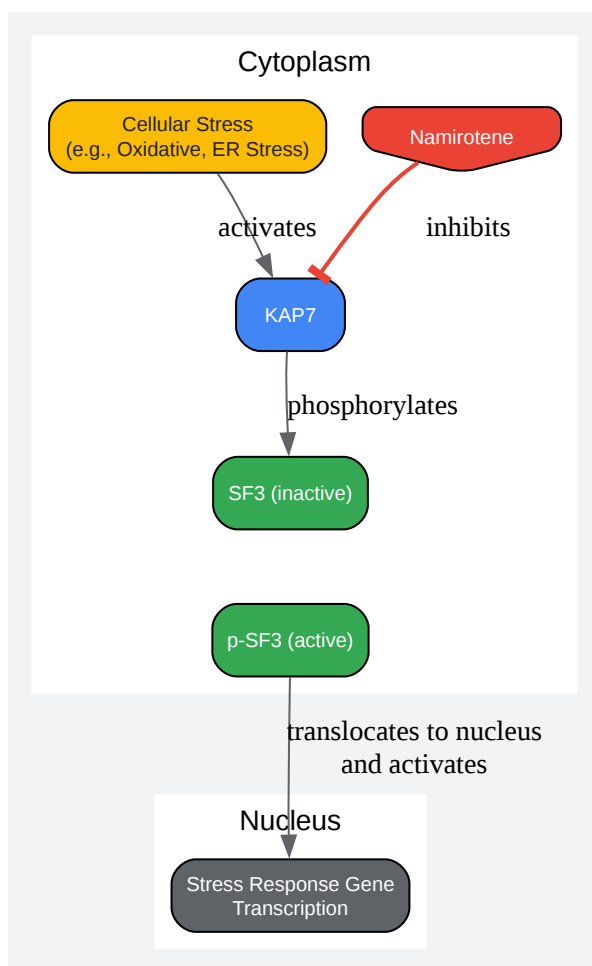 Cytoplasm
Cellular Stress
(e.g., Oxidative, ER Stress)
Namirotene
activates
inhibits
KAP7
phosphorylates
SF3 (inactive)
p-SF3 (active)
translocates to nucleus
and activates
Nucleus
Stress Response Gene
Transcription